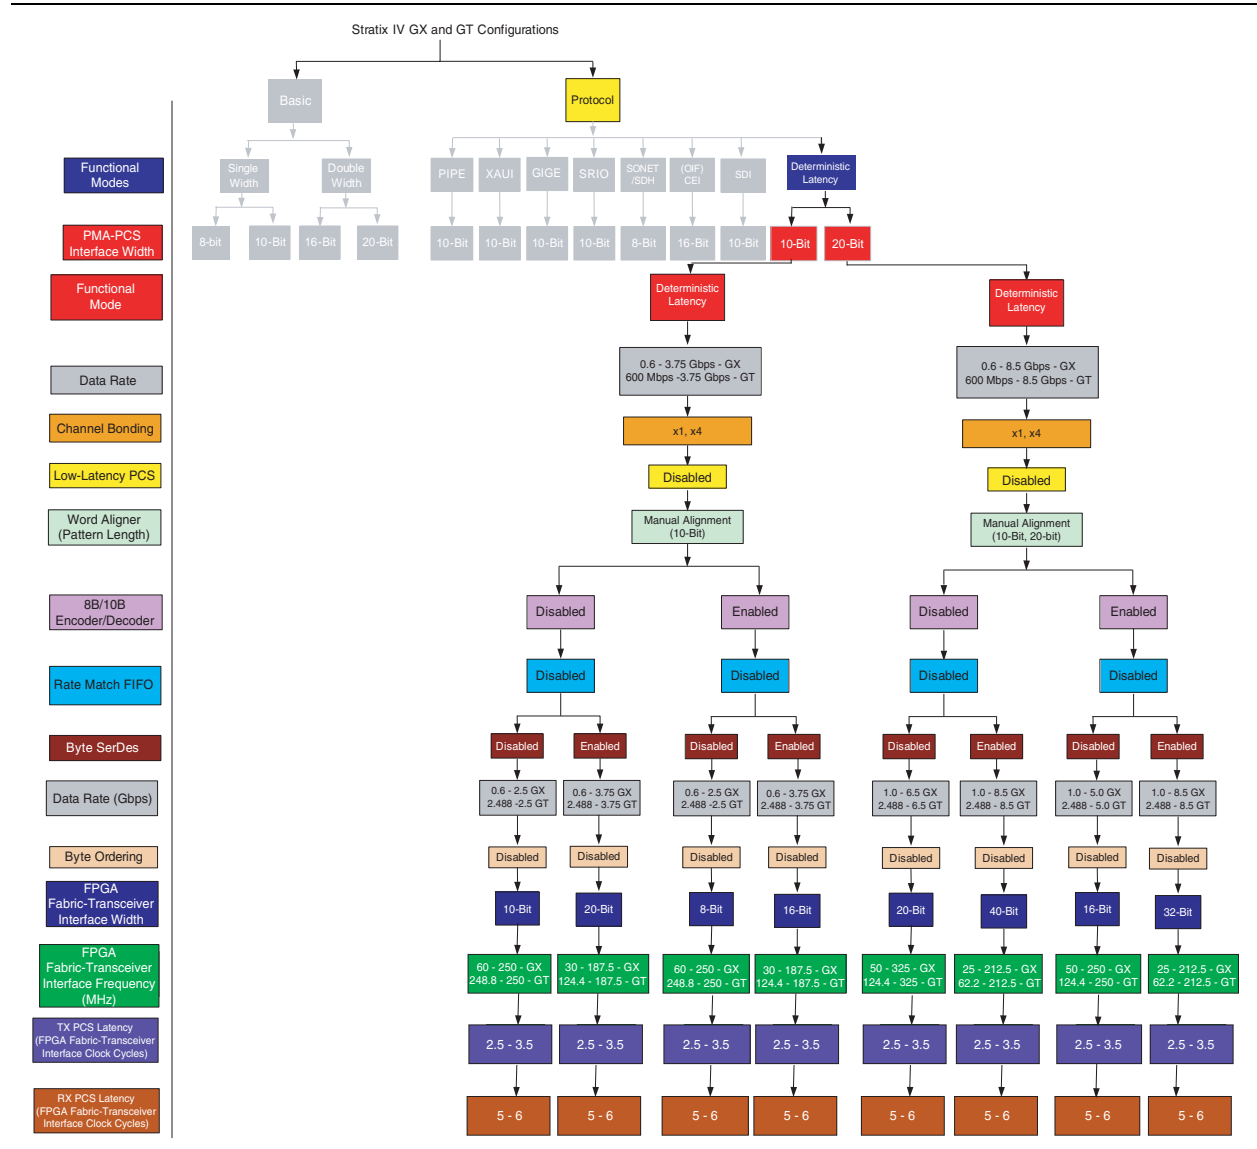 Stratix IV GX and GT Configurations
Basic
Protocol
Functional
Modes
Single
Width
Double
Width
PIPE
XAUI
GIGE
SRIO
SONET
/SDH
(OIF)
CEI
SDI
Deterministic
Latency
PMA-PCS
Interface Width
8-bit
10-Bit
16-Bit
20-Bit
10-Bit
10-Bit
10-Bit
10-Bit
8-Bit
16-Bit
10-Bit
10-Bit
20-Bit
Functional
Mode
Deterministic
Latency
Deterministic
Latency
Data Rate
0.6 - 3.75 Gbps - GX
600 Mbps -3.75 Gbps - GT
0.6 - 8.5 Gbps - GX
600 Mbps - 8.5 Gbps - GT
Channel Bonding
x1, x4
x1, x4
Low-Latency PCS
Disabled
Disabled
Word Aligner
(Pattern Length)
Manual Alignment
(10-Bit)
Manual Alignment
(10-Bit, 20-bit)
8B/10B
Encoder/Decoder
Disabled
Enabled
Disabled
Enabled
Rate Match FIFO
Disabled
Disabled
Disabled
Disabled
Byte SerDes
Disabled
Enabled
Disabled
Enabled
Disabled
Enabled
Disabled
Enabled
Data Rate (Gbps)
0.6 - 2.5 GX
2.488 -2.5 GT
0.6 - 3.75 GX
2.488 - 3.75 GT
0.6 - 2.5 GX
2.488 -2.5 GT
0.6 - 3.75 GX
2.488 - 3.75 GT
1.0 - 6.5 GX
2.488 - 6.5 GT
1.0 - 8.5 GX
2.488 - 8.5 GT
1.0 - 5.0 GX
2.488 - 5.0 GT
1.0 - 8.5 GX
2.488 - 8.5 GT
Byte Ordering
Disabled
Disabled
Disabled
Disabled
Disabled
Disabled
Disabled
Disabled
FPGA
Fabric-Transceiver
Interface Width
10-Bit
20-Bit
8-Bit
16-Bit
20-Bit
40-Bit
16-Bit
32-Bit
FPGA
Fabric-Transceiver
Interface Frequency
(MHz)
60 - 250 - GX
248.8 - 250 - GT
30 - 187.5 - GX
124.4 - 187.5 - GT
60 - 250 - GX
248.8 - 250 - GT
30 - 187.5 - GX
124.4 - 187.5 - GT
50 - 325 - GX
124.4 - 325 - GT
25 - 212.5 - GX
62.2 - 212.5 - GT
50 - 250 - GX
124.4 - 250 - GT
25 - 212.5 - GX
62.2 - 212.5 - GT
TX PCS Latency
(FPGA Fabric-Transceiver
Interface Clock Cycles)
2.5 - 3.5
2.5 - 3.5
2.5 - 3.5
2.5 - 3.5
2.5 - 3.5
2.5 - 3.5
2.5 - 3.5
2.5 - 3.5
RX PCS Latency
(FPGA Fabric-Transceiver
Interface Clock Cycles)
5 - 6
5 - 6
5 - 6
5 - 6
5 - 6
5 - 6
5 - 6
5 - 6